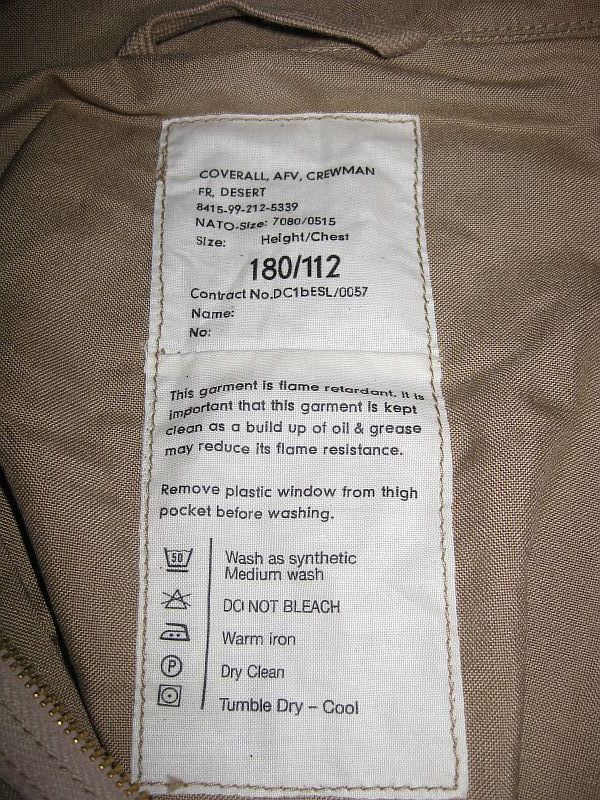 COVERALL, AFV, CREWMAN
FR, DESERT
8415-99-212-5339
NATO-Size: 7080/0515
Size: Height/Chest
180/112
Contract No.DC1bESL/0057
Name:
No:
This garment is flame retardant. It is
important that this garment is kept
clean as a build up of oil & grease
may reduce its flame resistance.
Remove plastic window from thigh
pocket before washing.
50 Wash as synthetic
Medium wash
DO NOT BLEACH
Warm iron
P Dry Clean
Tumble Dry - Cool